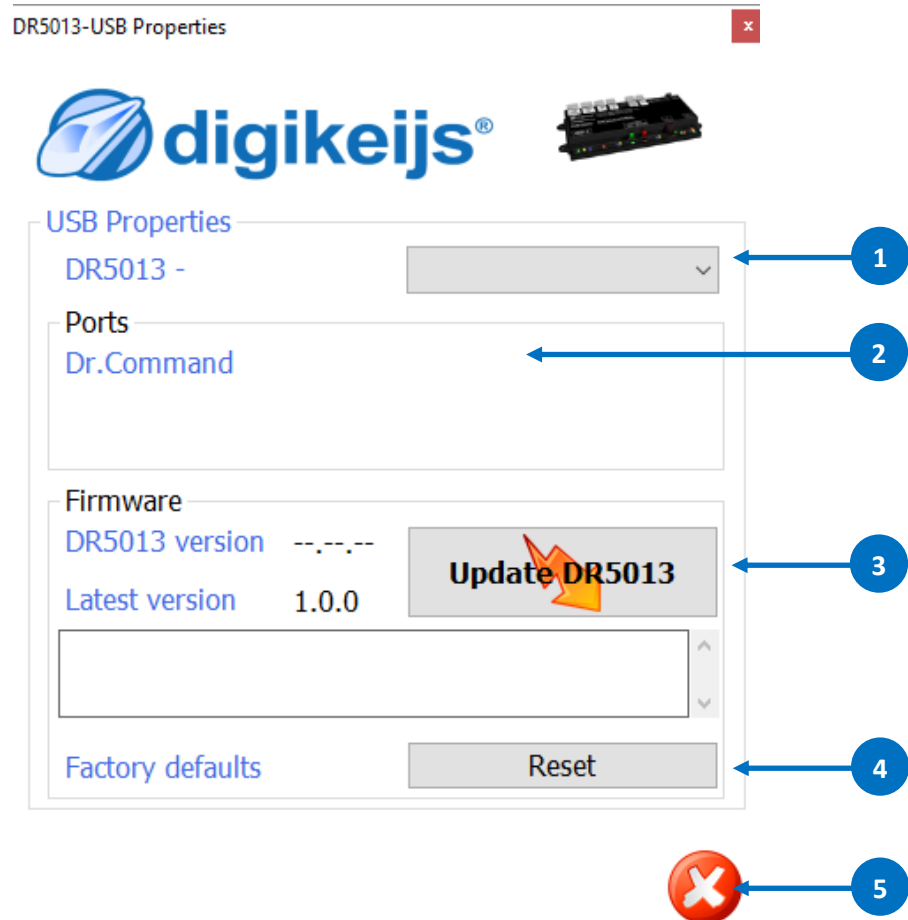 DR5013-USB Properties
x
digikeijs®
USB Properties
DR5013 -
1
Ports
Dr.Command
2
Firmware
DR5013 version --.--.--
Update DR5013
3
Latest version 1.0.0
Factory defaults
Reset
4
5